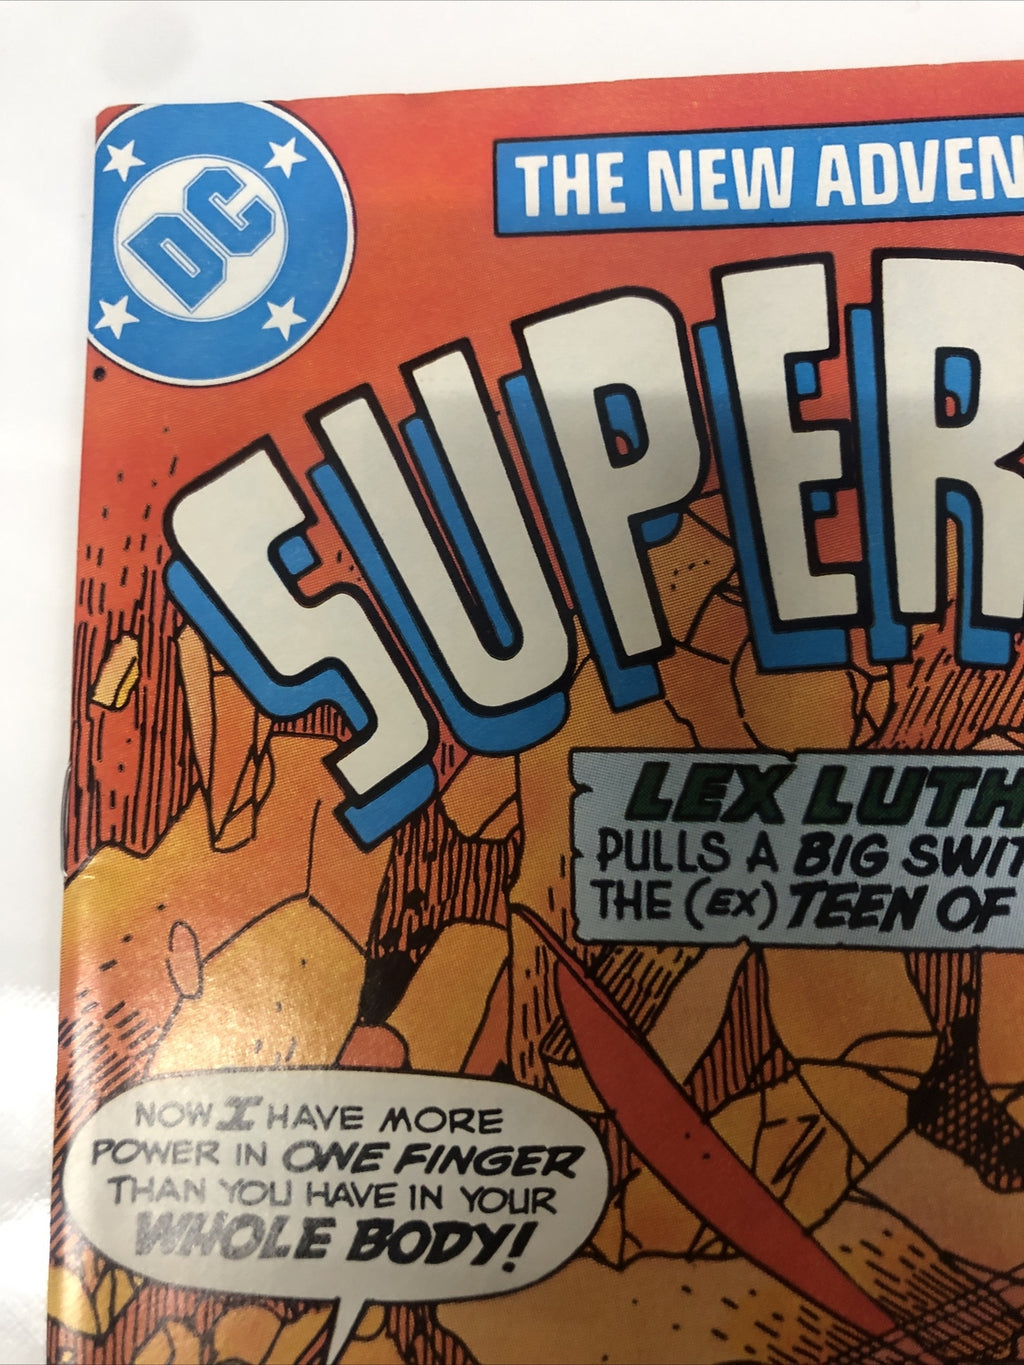 DC
THE NEW ADVEN
SUPER
LEX LUTH
PULLS A BIG SWIT
THE (EX) TEEN OF
NOW I HAVE MORE
POWER IN ONE FINGER
THAN YOU HAVE IN YOUR
WHOLE BODY!